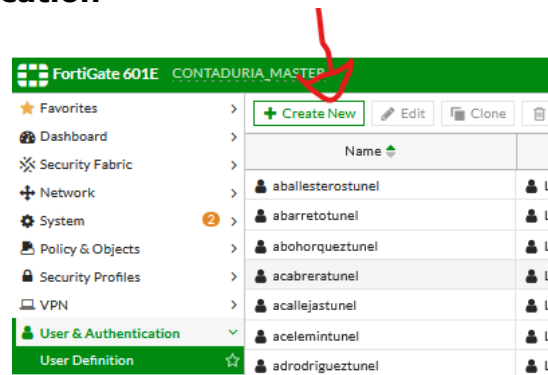 FortiGate 601E CONTADURIA_MASTER
Favorites
Dashboard
Security Fabric
Network
System 2
Policy & Objects
Security Profiles
VPN
User & Authentication
User Definition
Create New Edit Clone
Name
aballesterostunel
abarretotunel
abohorqueztunel
acabreratunel
acallejastunel
acelemintunel
adrodrigueztunel